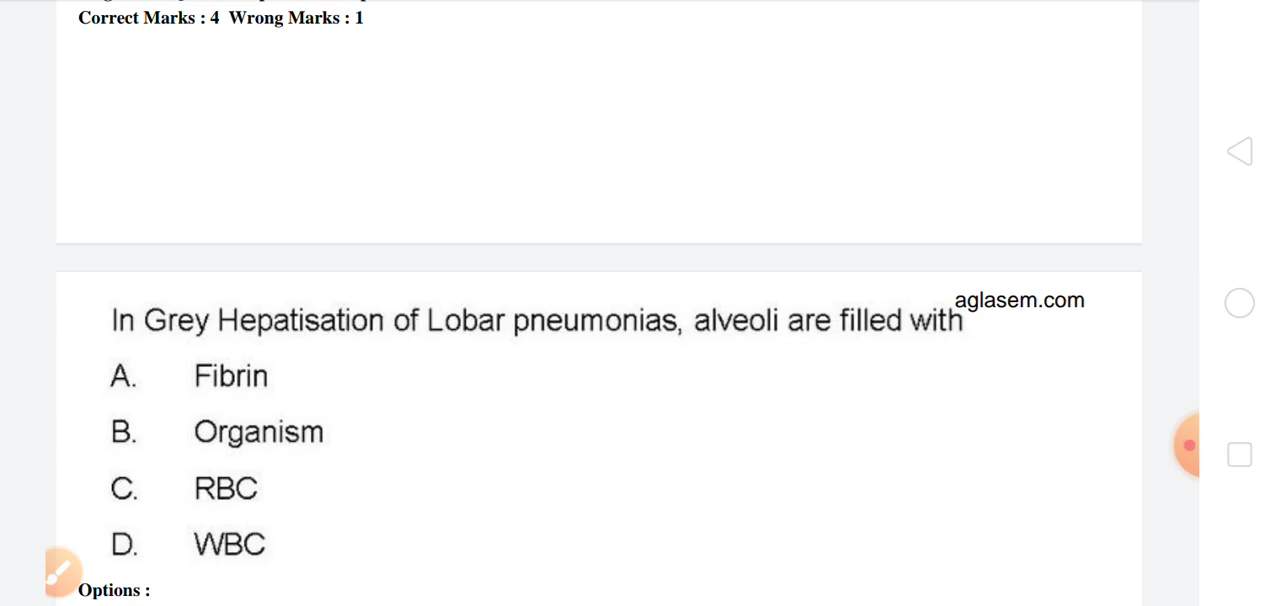 Correct Marks : 4 Wrong Marks : 1
aglasem.com
In Grey Hepatisation of Lobar pneumonias, alveoli are filled with
A. Fibrin
B. Organism
C. RBC
D. WBC
Options :